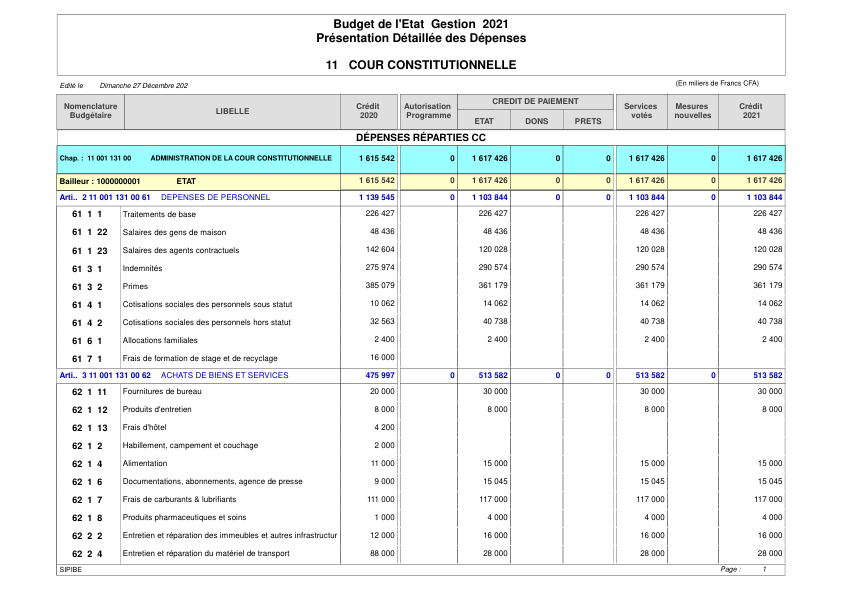 Budget de l'Etat Gestion 2021
Présentation Détaillée des Dépenses
11 COUR CONSTITUTIONNELLE
Edité le Dimanche 27 Décembre 202
(En milliers de Francs CFA)
Nomenclature Budgétaire LIBELLE Crédit 2020 Autorisation Programme CREDIT DE PAIEMENT ETAT DONS PRETS Services votés Mesures nouvelles Crédit 2021
DÉPENSES RÉPARTIES CC
Chap. : 11 001 131 00 ADMINISTRATION DE LA COUR CONSTITUTIONNELLE 1 615 542 0 1 617 426 0 0 1 617 426 0 1 617 426
Bailleur : 1000000001 ETAT 1 615 542 0 1 617 426 0 0 1 617 426 0 1 617 426
Arti.. 2 11 001 131 00 61 DEPENSES DE PERSONNEL 1 139 545 0 1 103 844 0 0 1 103 844 0 1 103 844
61 1 1 Traitements de base 226 427 226 427 226 427 226 427
61 1 22 Salaires des gens de maison 48 436 48 436 48 436 48 436
61 1 23 Salaires des agents contractuels 142 604 120 028 120 028 120 028
61 3 1 Indemnités 275 974 290 574 290 574 290 574
61 3 2 Primes 385 079 361 179 361 179 361 179
61 4 1 Cotisations sociales des personnels sous statut 10 062 14 062 14 062 14 062
61 4 2 Cotisations sociales des personnels hors statut 32 563 40 738 40 738 40 738
61 6 1 Allocations familiales 2 400 2 400 2 400 2 400
61 7 1 Frais de formation de stage et de recyclage 16 000
Arti.. 3 11 001 131 00 62 ACHATS DE BIENS ET SERVICES 475 997 0 513 582 0 0 513 582 0 513 582
62 1 11 Fournitures de bureau 20 000 30 000 30 000 30 000
62 1 12 Produits d'entretien 8 000 8 000 8 000 8 000
62 1 13 Frais d'hôtel 4 200
62 1 2 Habillement, campement et couchage 2 000
62 1 4 Alimentation 11 000 15 000 15 000 15 000
62 1 6 Documentations, abonnements, agence de presse 9 000 15 045 15 045 15 045
62 1 7 Frais de carburants & lubrifiants 111 000 117 000 117 000 117 000
62 1 8 Produits pharmaceutiques et soins 1 000 4 000 4 000 4 000
62 2 2 Entretien et réparation des immeubles et autres infrastructur 12 000 16 000 16 000 16 000
62 2 4 Entretien et réparation du matériel de transport 88 000 28 000 28 000 28 000
SIPIBE Page : 1